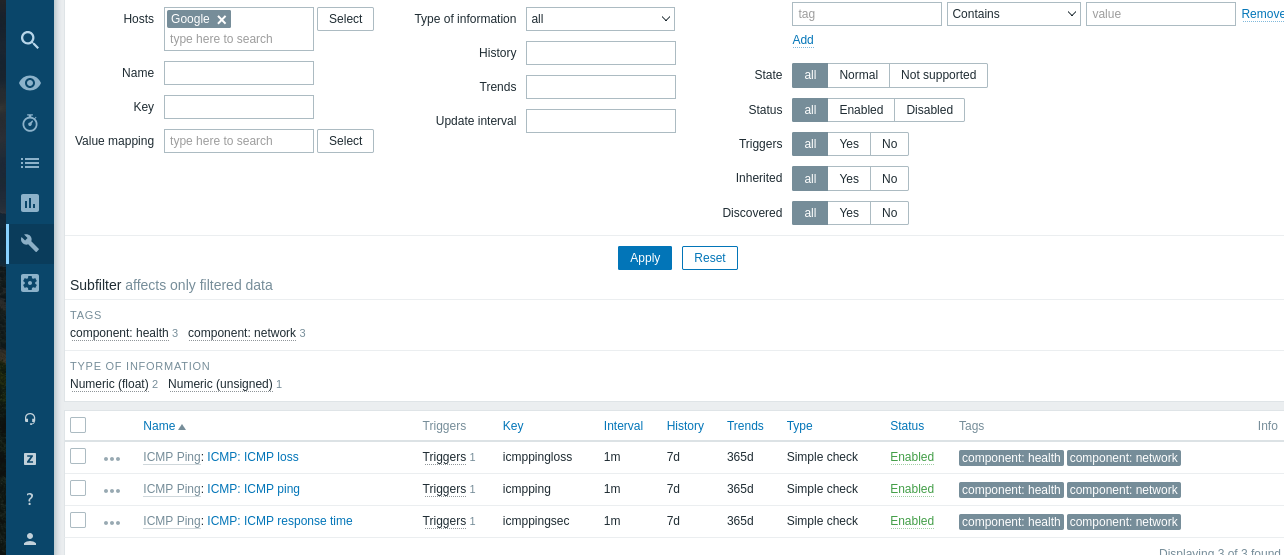 Hosts Google Select
type here to search
Name
Key
Value mapping type here to search Select
Type of information all
History
Trends
Update interval
tag Contains value Remove
Add
State all Normal Not supported
Status all Enabled Disabled
Triggers all Yes No
Inherited all Yes No
Discovered all Yes No
Apply Reset
Subfilter affects only filtered data
TAGS
component: health 3 component: network 3
TYPE OF INFORMATION
Numeric (float) 2 Numeric (unsigned) 1
Name Triggers Key Interval History Trends Type Status Tags Info
ICMP Ping: ICMP: ICMP loss Triggers 1 icmppingloss 1m 7d 365d Simple check Enabled component: health component: network
ICMP Ping: ICMP: ICMP ping Triggers 1 icmpping 1m 7d 365d Simple check Enabled component: health component: network
ICMP Ping: ICMP: ICMP response time Triggers 1 icmppingsec 1m 7d 365d Simple check Enabled component: health component: network
Z
?
Displaying 3 of 3 found